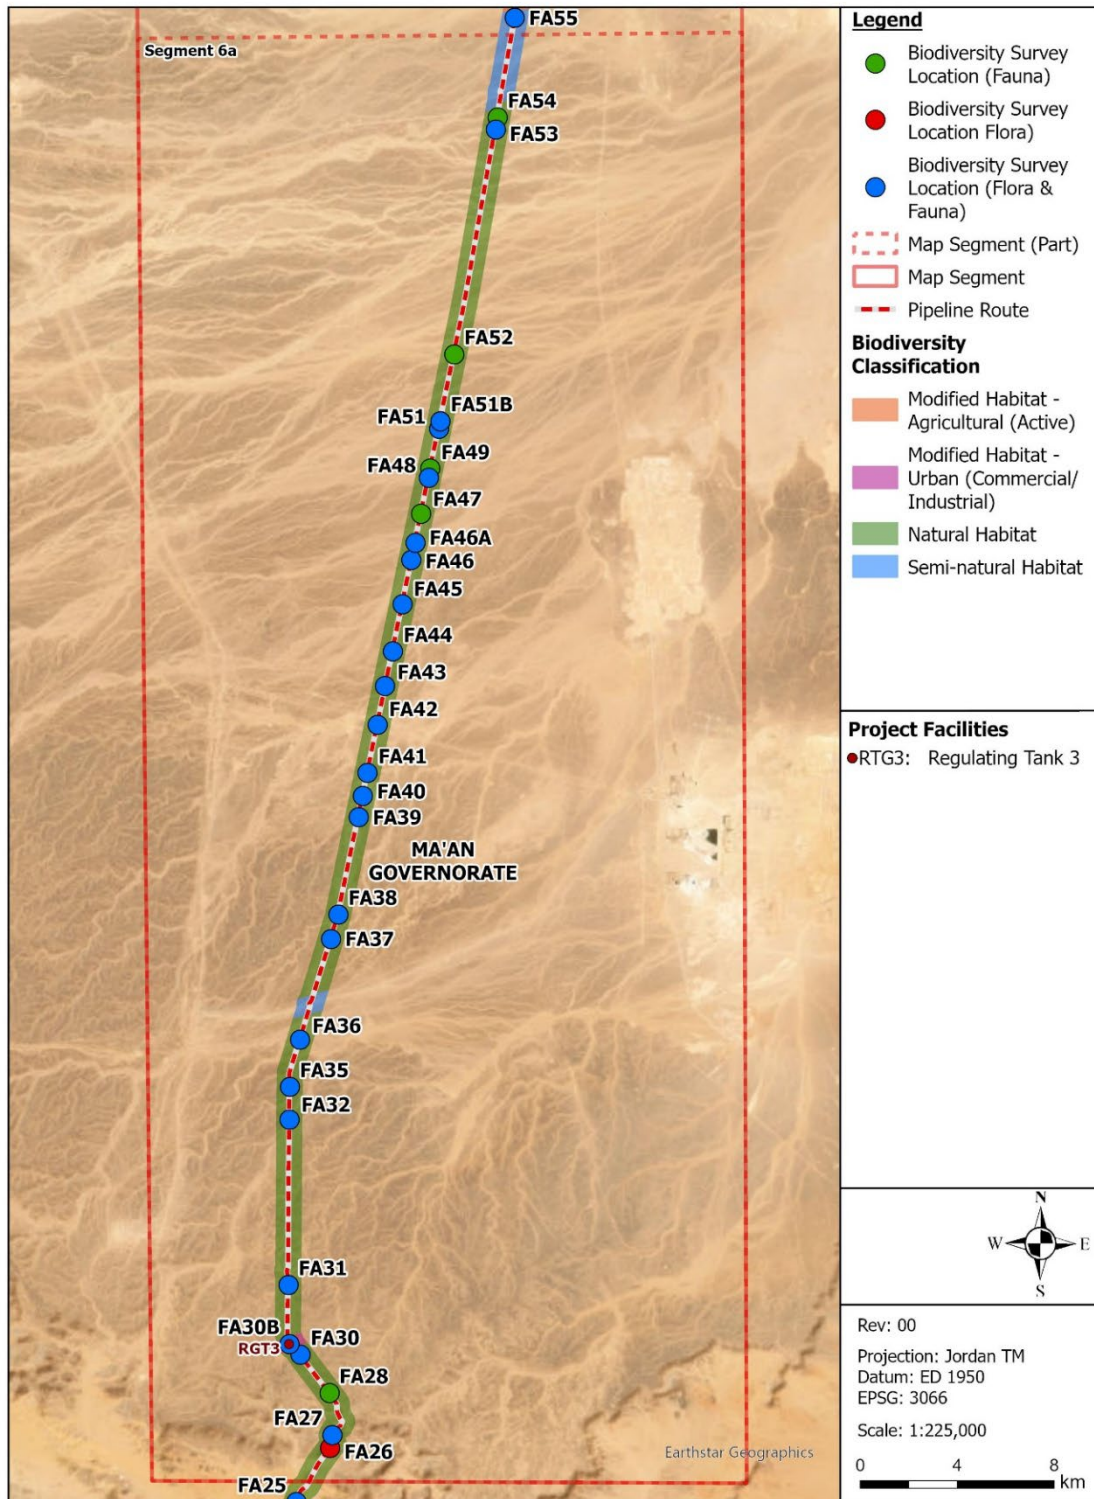 FA55
Segment 6a
FA54
FA53
FA52
FA51B
FA51
FA49
FA48
FA47
FA46A
FA46
FA45
FA44
FA43
FA42
FA41
FA40
FA39
MA'AN
GOVERNORATE
FA38
FA37
FA36
FA35
FA32
FA31
FA30B
RGT3
FA30
FA28
FA27
FA26
FA25
Earthstar Geographics
Legend
Biodiversity Survey
Location (Fauna)
Biodiversity Survey
Location Flora)
Biodiversity Survey
Location (Flora &
Fauna)
Map Segment (Part)
Map Segment
Pipeline Route
Biodiversity
Classification
Modified Habitat -
Agricultural (Active)
Modified Habitat -
Urban (Commercial/
Industrial)
Natural Habitat
Semi-natural Habitat
Project Facilities
RTG3: Regulating Tank 3
N
W E
S
Rev: 00
Projection: Jordan TM
Datum: ED 1950
EPSG: 3066
Scale: 1:225,000
0 4 8
km